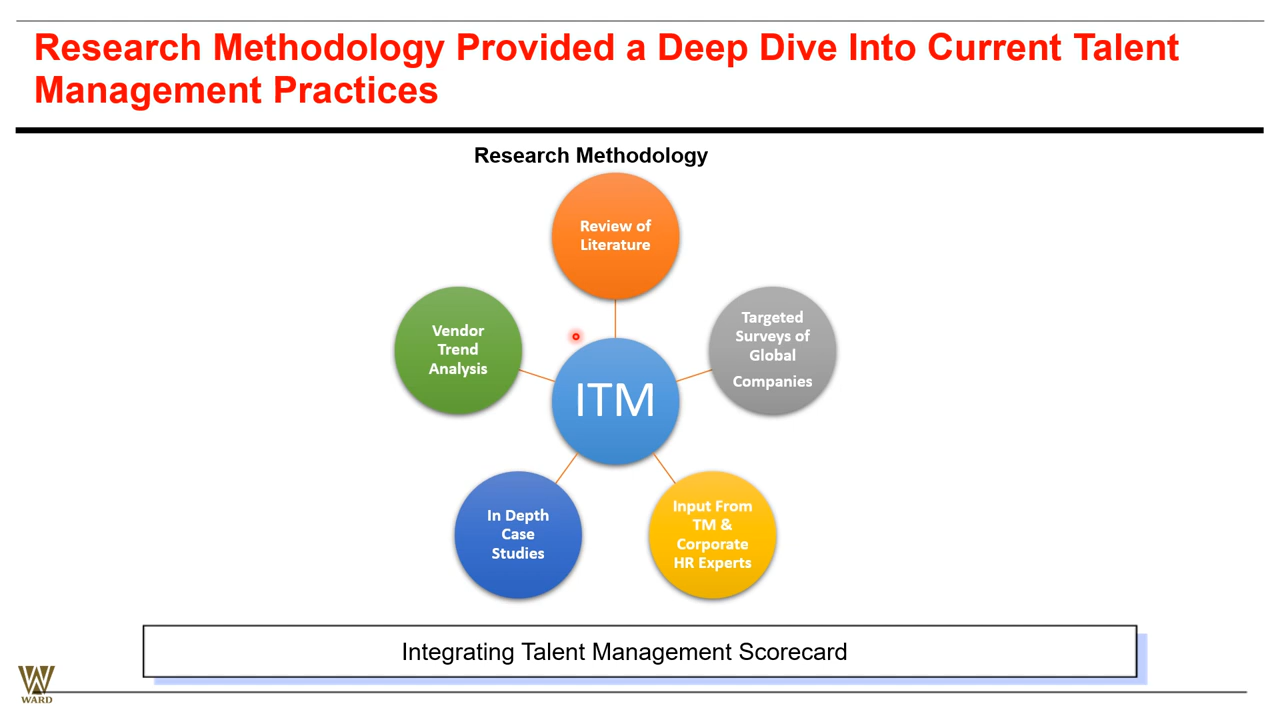 Research Methodology Provided a Deep Dive Into Current Talent
Management Practices
Research Methodology
Review of
Literature
Targeted
Surveys of
Global
Companies
Input From
TM &
Corporate
HR Experts
In Depth
Case
Studies
Vendor
Trend
Analysis
ITM
Integrating Talent Management Scorecard
WARD